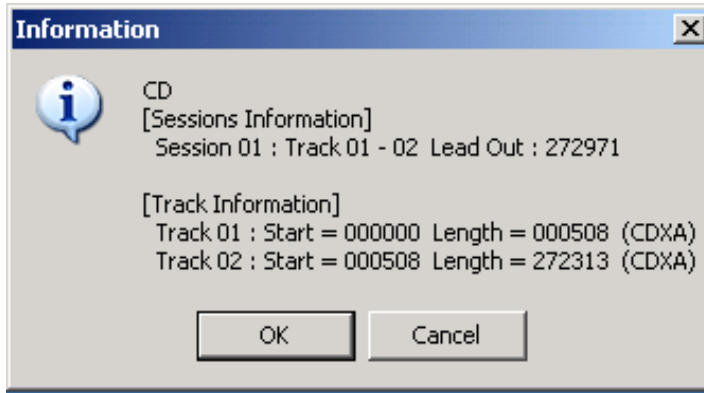 Information
CD
[Sessions Information]
Session 01 : Track 01 - 02 Lead Out : 272971
[Track Information]
Track 01 : Start = 000000 Length = 000508 (CDXA)
Track 02 : Start = 000508 Length = 272313 (CDXA)
OK Cancel